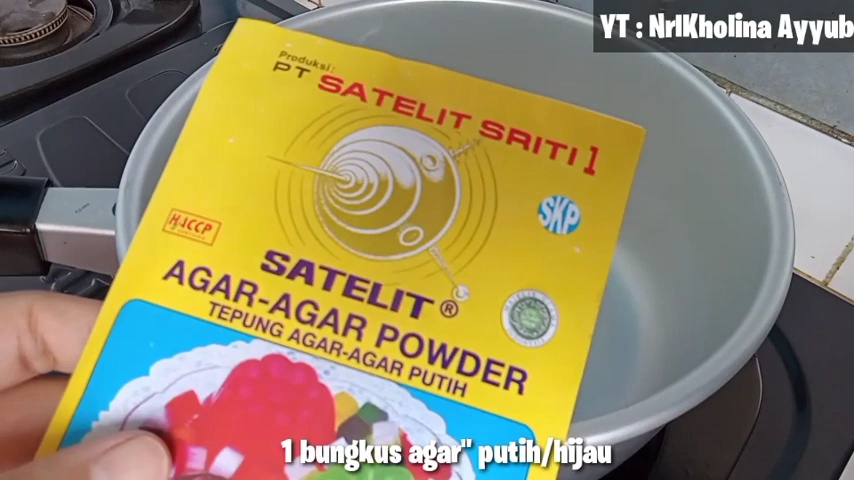 YT : NrlKholina Ayyub
Produksi:
PT SATELIT SRITI 1
HACCP
SKP
SATELIT®
AGAR-AGAR POWDER
TEPUNG AGAR-AGAR PUTIH
1 bungkus agar" putih/hijau